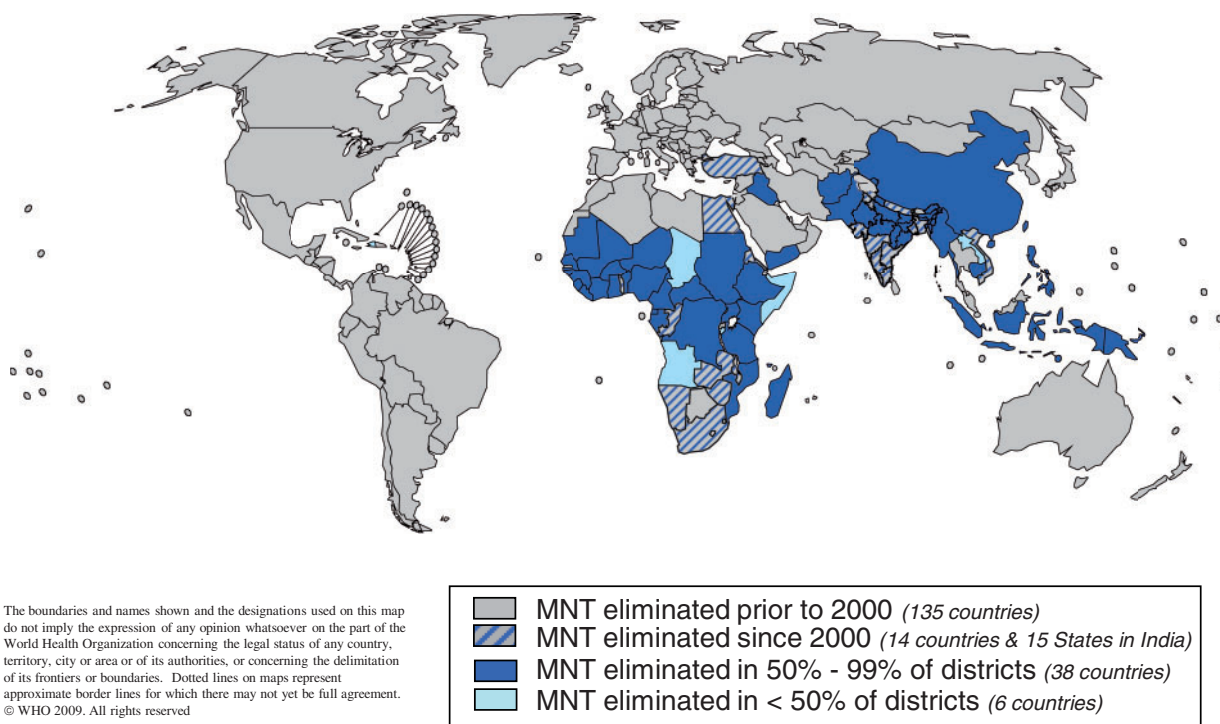 The boundaries and names shown and the designations used on this map
do not imply the expression of any opinion whatsoever on the part of the
World Health Organization concerning the legal status of any country,
territory, city or area or of its authorities, or concerning the delimitation
of its frontiers or boundaries. Dotted lines on maps represent
approximate border lines for which there may not yet be full agreement.
© WHO 2009. All rights reserved
MNT eliminated prior to 2000 (135 countries)
MNT eliminated since 2000 (14 countries & 15 States in India)
MNT eliminated in 50% - 99% of districts (38 countries)
MNT eliminated in < 50% of districts (6 countries)